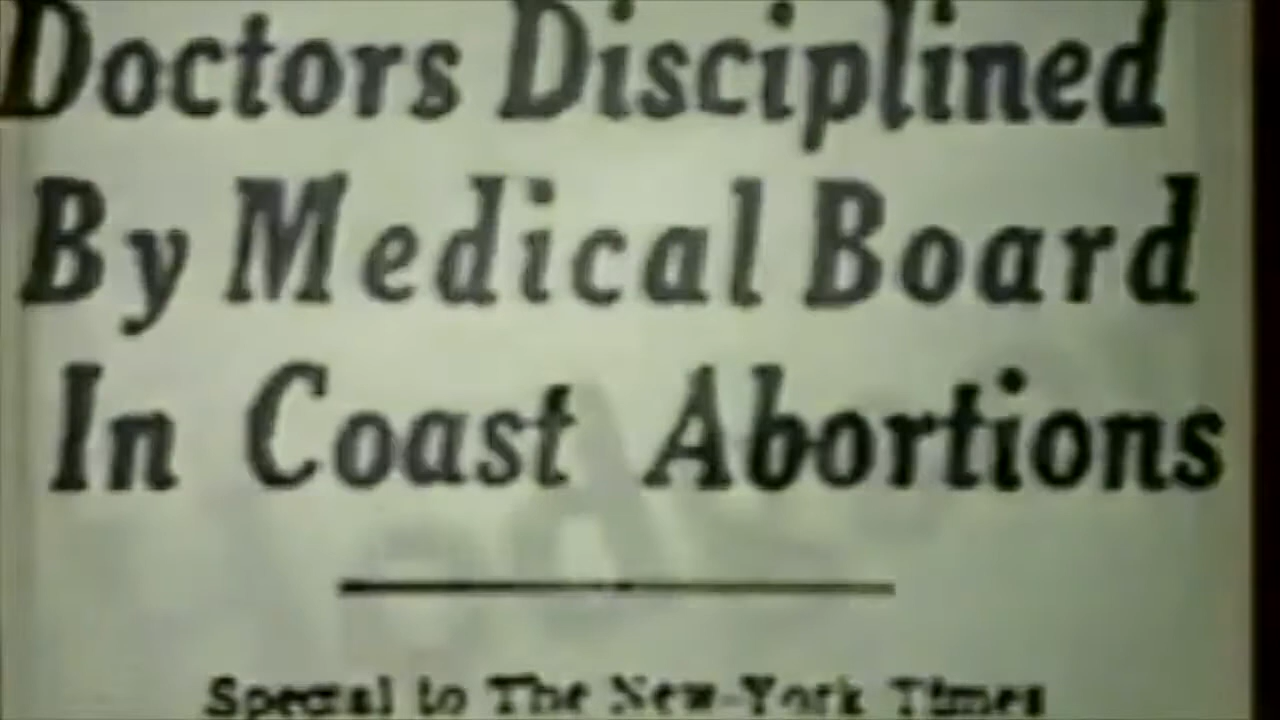 Doctors Disciplined
By Medical Board
In Coast Abortions
Special to The New York Times